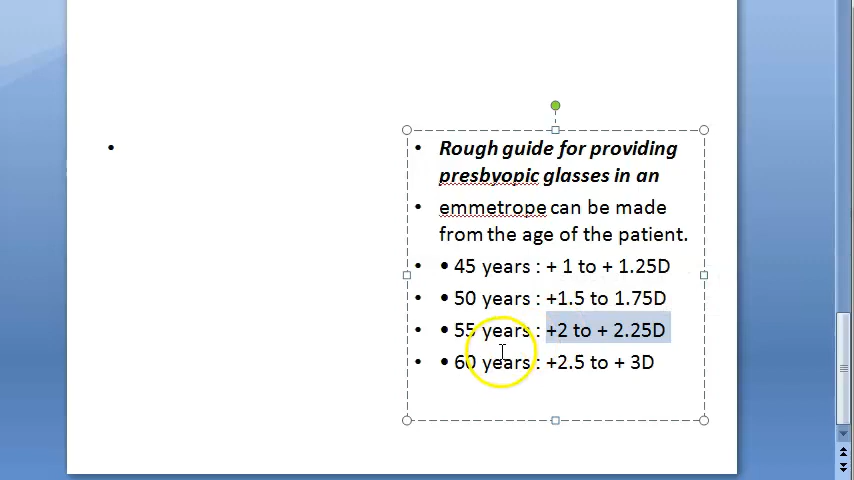 •
• Rough guide for providing
presbyopic glasses in an
• emmetrope can be made
from the age of the patient.
• • 45 years : + 1 to + 1.25D
• • 50 years : +1.5 to 1.75D
• • 55 years : +2 to + 2.25D
• • 60 years : +2.5 to + 3D